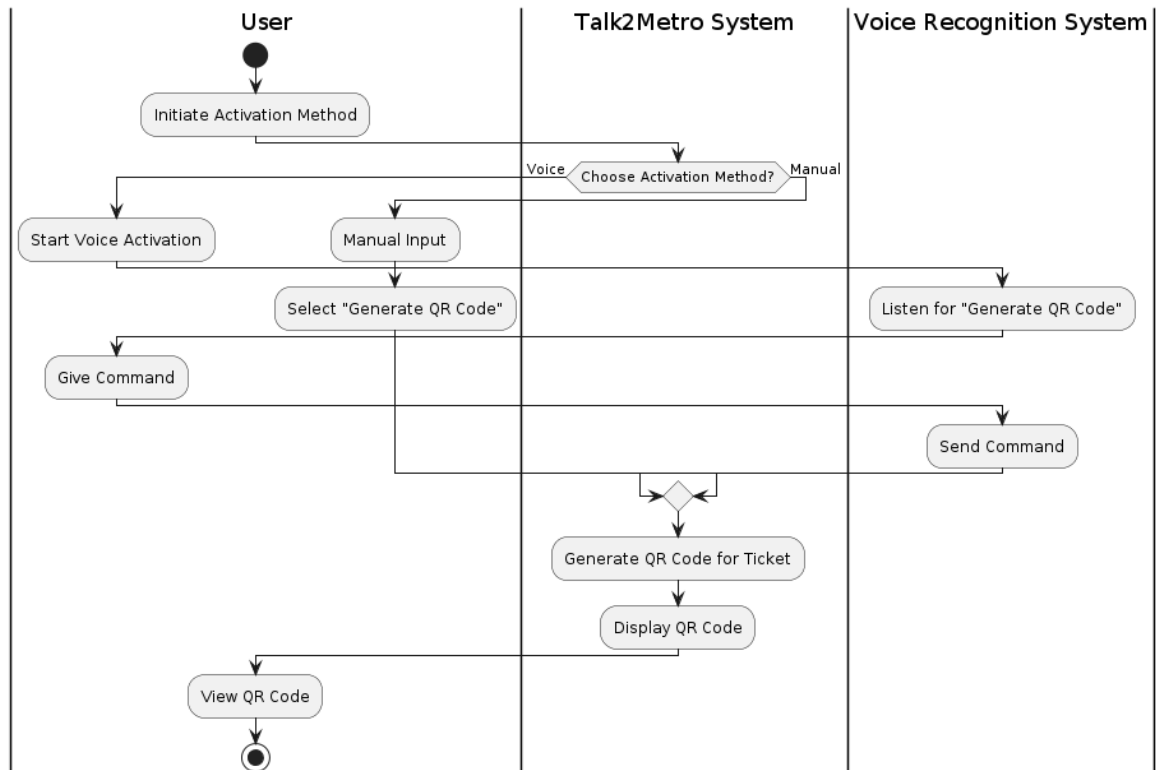 User
Talk2Metro System
Voice Recognition System
Initiate Activation Method
Voice
Choose Activation Method?
Manual
Start Voice Activation
Manual Input
Select "Generate QR Code"
Listen for "Generate QR Code"
Give Command
Send Command
Generate QR Code for Ticket
Display QR Code
View QR Code